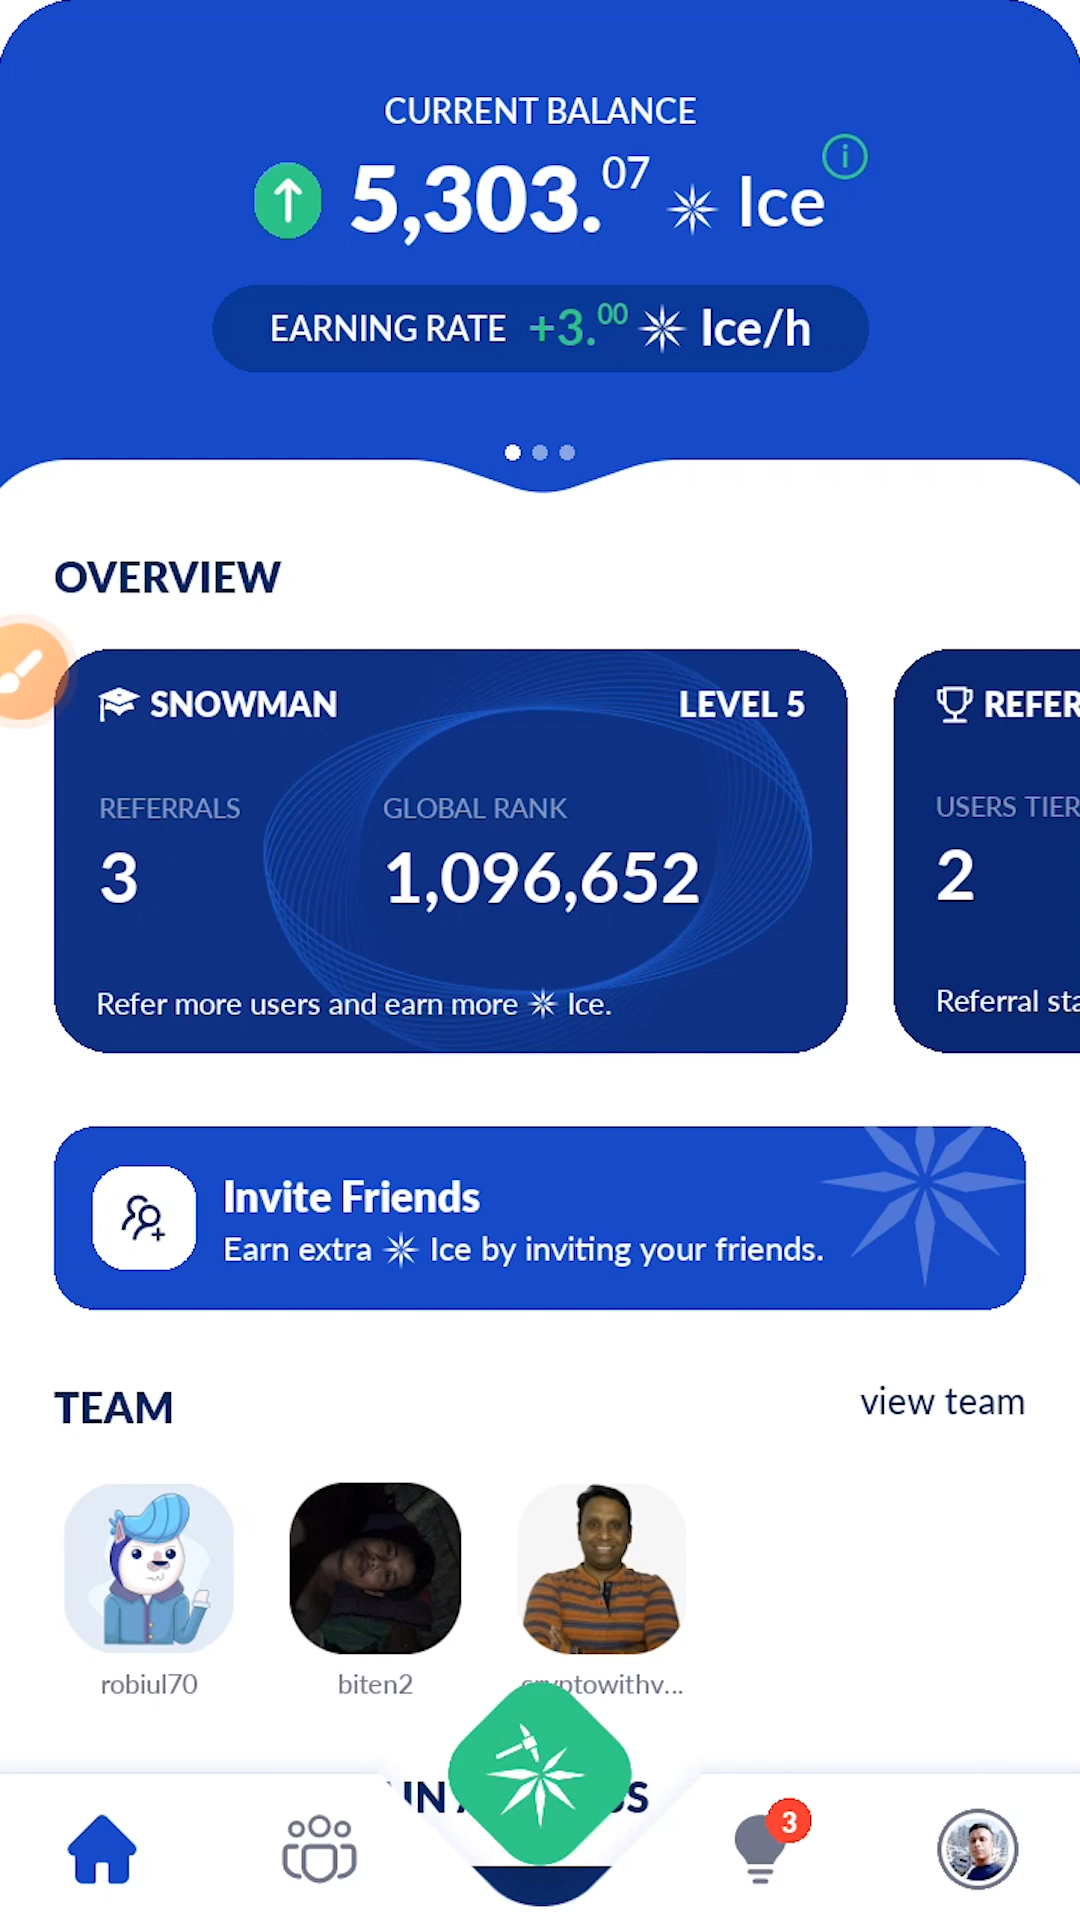 CURRENT BALANCE
5,303.07 Ice
i
EARNING RATE +3.00 Ice/h
OVERVIEW
SNOWMAN LEVEL 5
REFERRALS GLOBAL RANK
3 1,096,652
Refer more users and earn more Ice.
REFER
USERS TIER
2
Referral sta
Invite Friends
Earn extra Ice by inviting your friends.
TEAM view team
robiul70 biten2 cryptowithv...
3